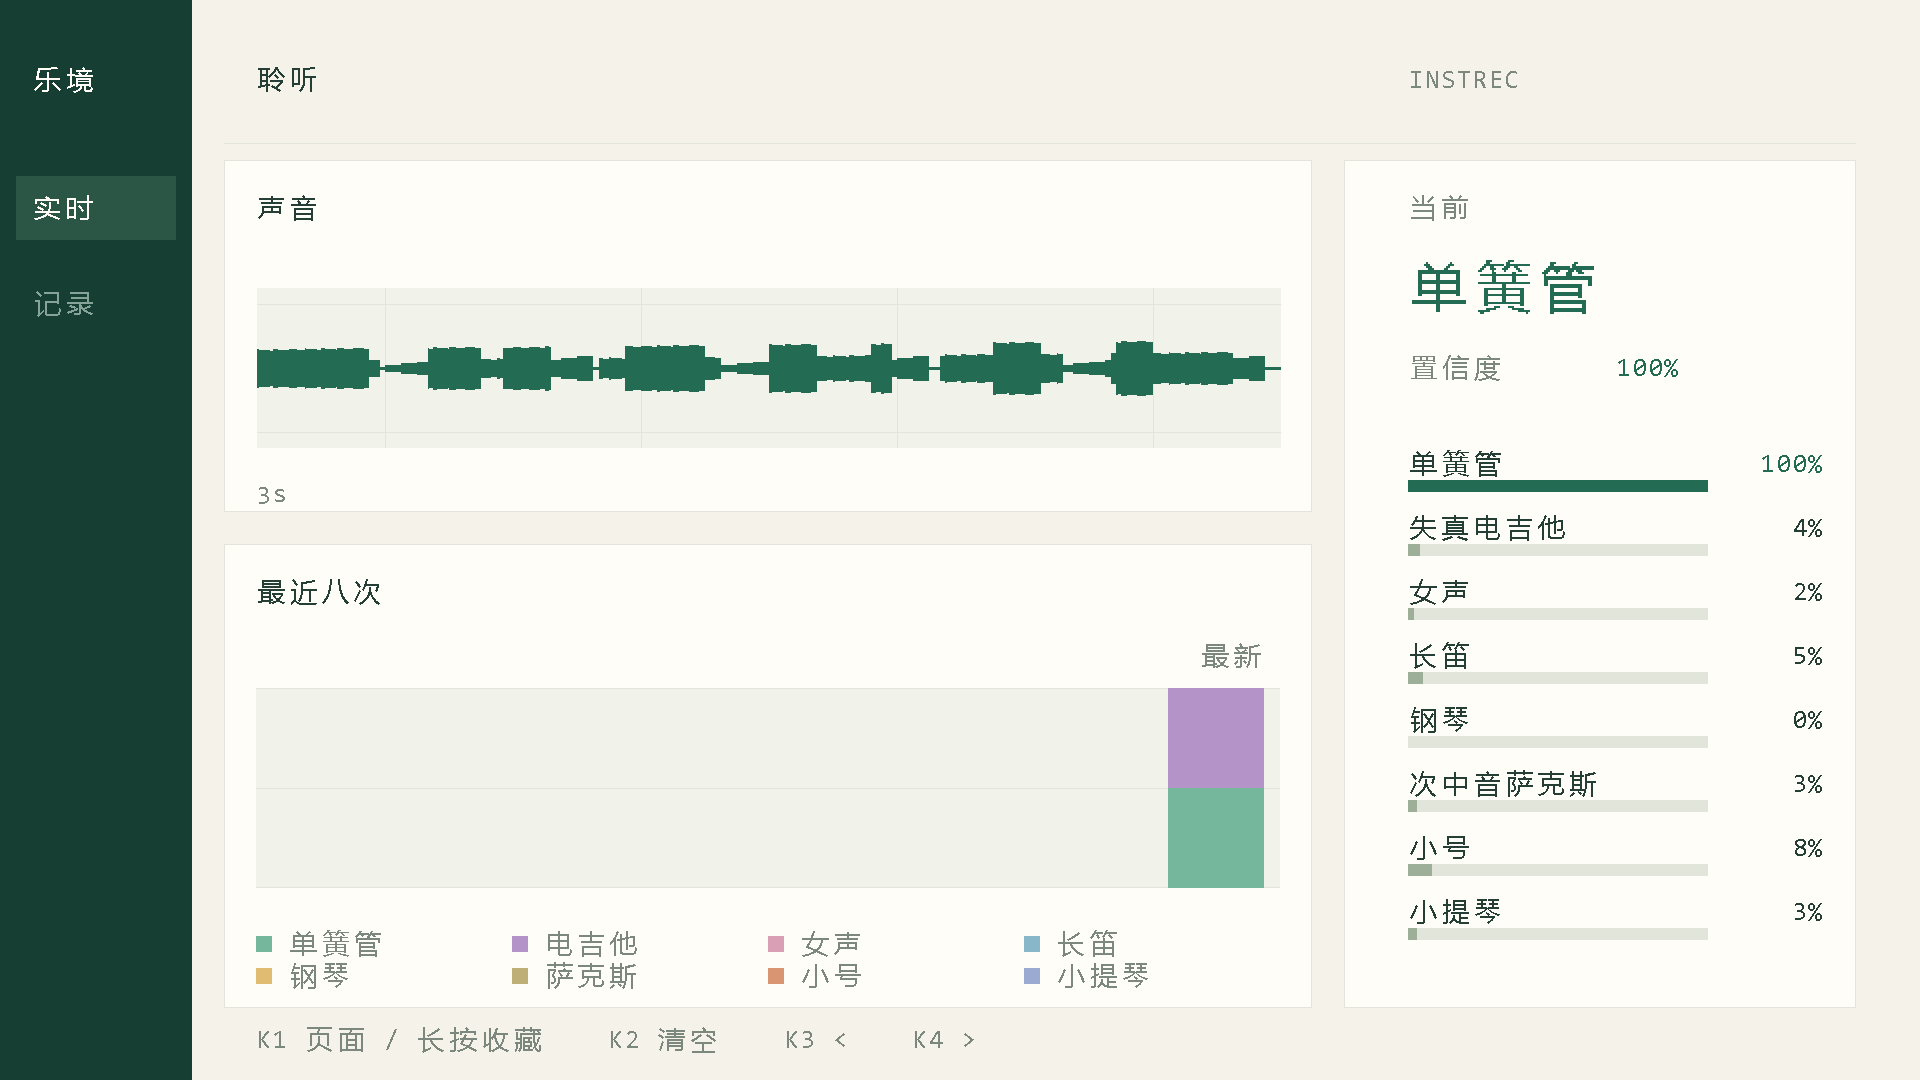 乐境
实时
记录
聆听
INSTREC
声音
3s
最近八次
最新
单簧管 电吉他 女声 长笛
钢琴 萨克斯 小号 小提琴
当前
单簧管
置信度 100%
单簧管 100%
失真电吉他 4%
女声 2%
长笛 5%
钢琴 0%
次中音萨克斯 3%
小号 8%
小提琴 3%
K1 页面 / 长按收藏 K2 清空 K3 < K4 >